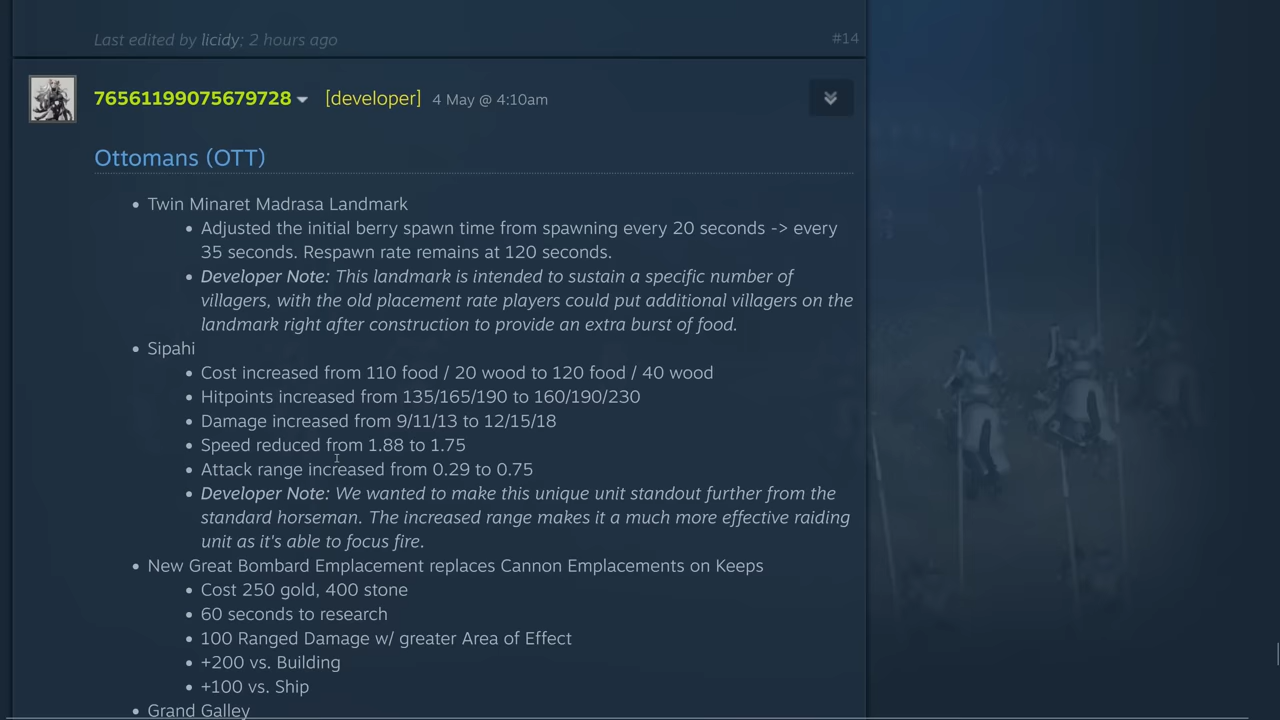 Last edited by licidy; 2 hours ago
#14
76561199075679728 [developer] 4 May @ 4:10am
Ottomans (OTT)
• Twin Minaret Madrasa Landmark
• Adjusted the initial berry spawn time from spawning every 20 seconds -> every
35 seconds. Respawn rate remains at 120 seconds.
• Developer Note: This landmark is intended to sustain a specific number of
villagers, with the old placement rate players could put additional villagers on the
landmark right after construction to provide an extra burst of food.
• Sipahi
• Cost increased from 110 food / 20 wood to 120 food / 40 wood
• Hitpoints increased from 135/165/190 to 160/190/230
• Damage increased from 9/11/13 to 12/15/18
• Speed reduced from 1.88 to 1.75
• Attack range increased from 0.29 to 0.75
• Developer Note: We wanted to make this unique unit standout further from the
standard horseman. The increased range makes it a much more effective raiding
unit as it's able to focus fire.
• New Great Bombard Emplacement replaces Cannon Emplacements on Keeps
• Cost 250 gold, 400 stone
• 60 seconds to research
• 100 Ranged Damage w/ greater Area of Effect
• +200 vs. Building
• +100 vs. Ship
• Grand Galley